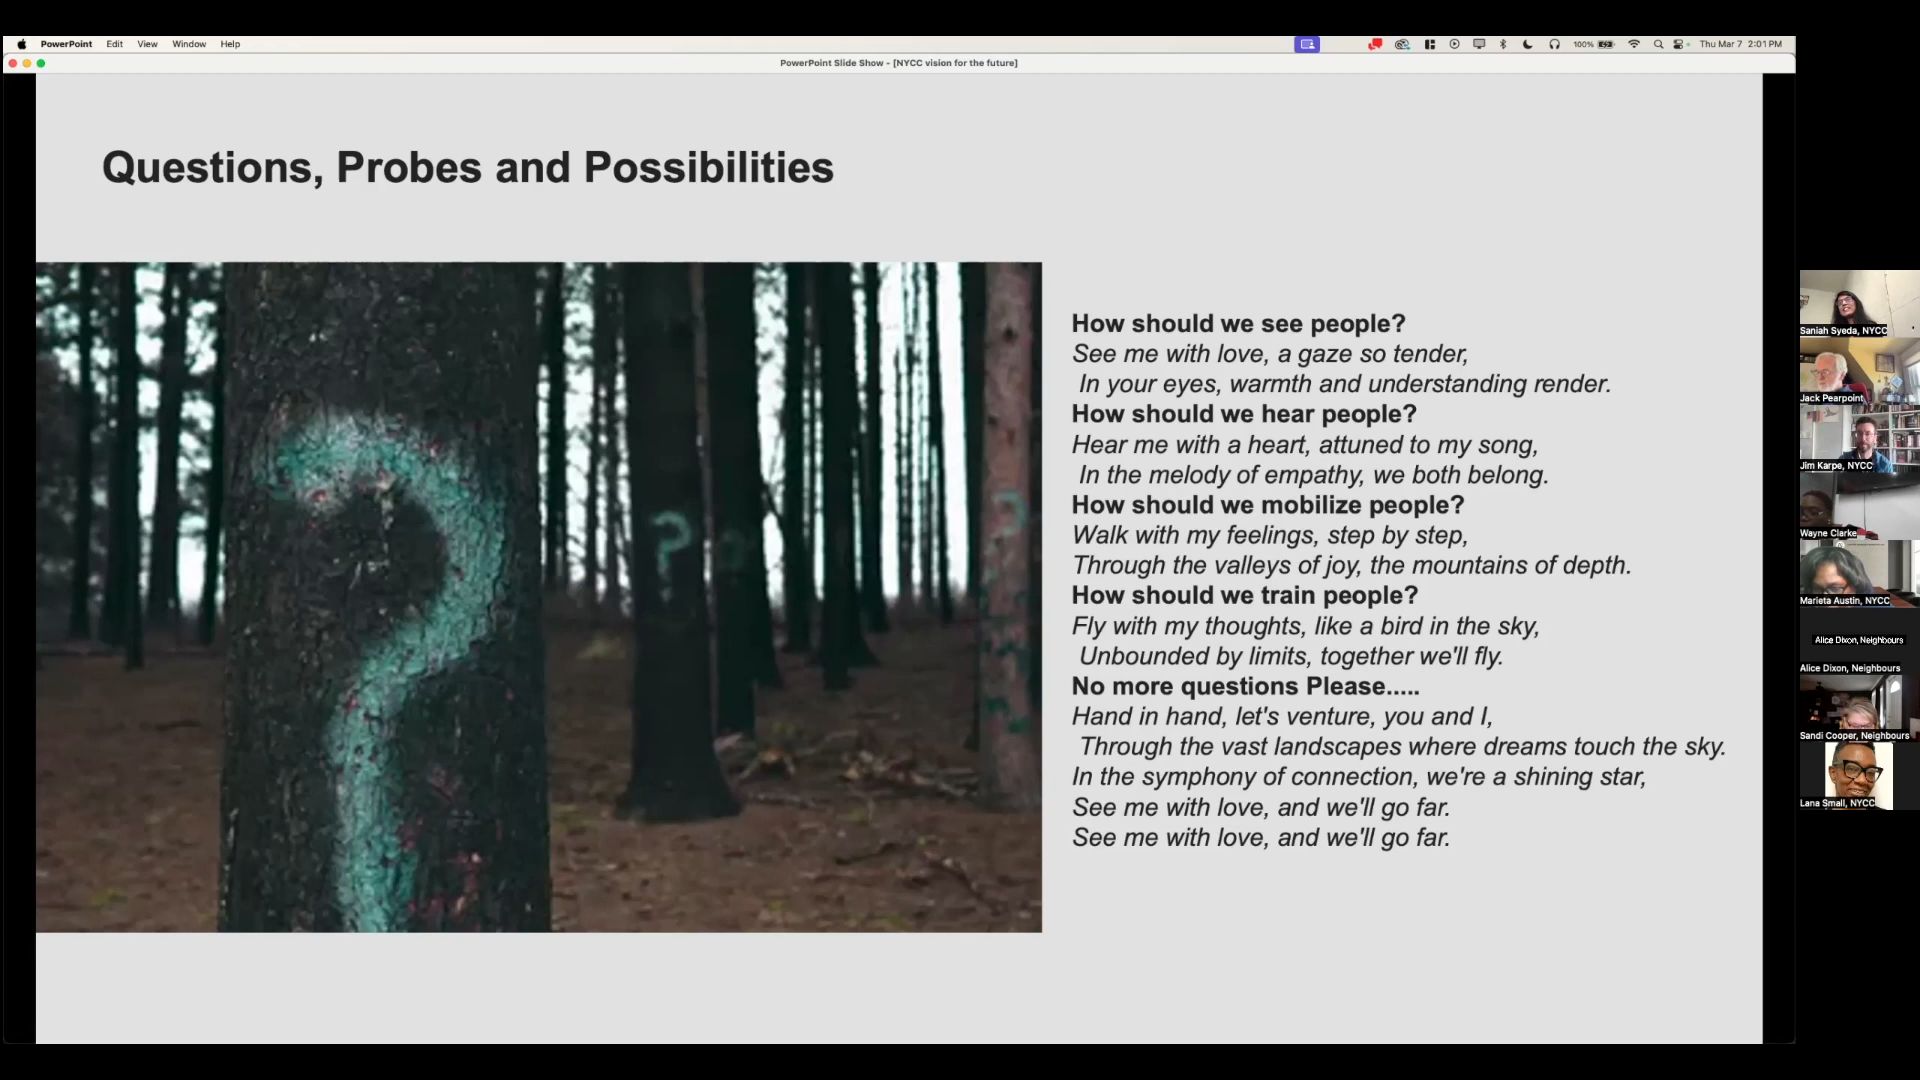 PowerPoint Edit View Window Help
100% Thu Mar 7 2:01 PM
PowerPoint Slide Show - [NYCC vision for the future]
Questions, Probes and Possibilities
?
?
?
How should we see people?
See me with love, a gaze so tender,
In your eyes, warmth and understanding render.
How should we hear people?
Hear me with a heart, attuned to my song,
In the melody of empathy, we both belong.
How should we mobilize people?
Walk with my feelings, step by step,
Through the valleys of joy, the mountains of depth.
How should we train people?
Fly with my thoughts, like a bird in the sky,
Unbounded by limits, together we'll fly.
No more questions Please.....
Hand in hand, let's venture, you and I,
Through the vast landscapes where dreams touch the sky.
In the symphony of connection, we're a shining star,
See me with love, and we'll go far.
See me with love, and we'll go far.
Saniah Syeda, NYCC
Jack Pearpoint
Jim Karpe, NYCC
Wayne Clarke
Marieta Austin, NYCC
Alice Dixon, Neighbours
Alice Dixon, Neighbours
Sandi Cooper, Neighbours
Lana Small, NYCC